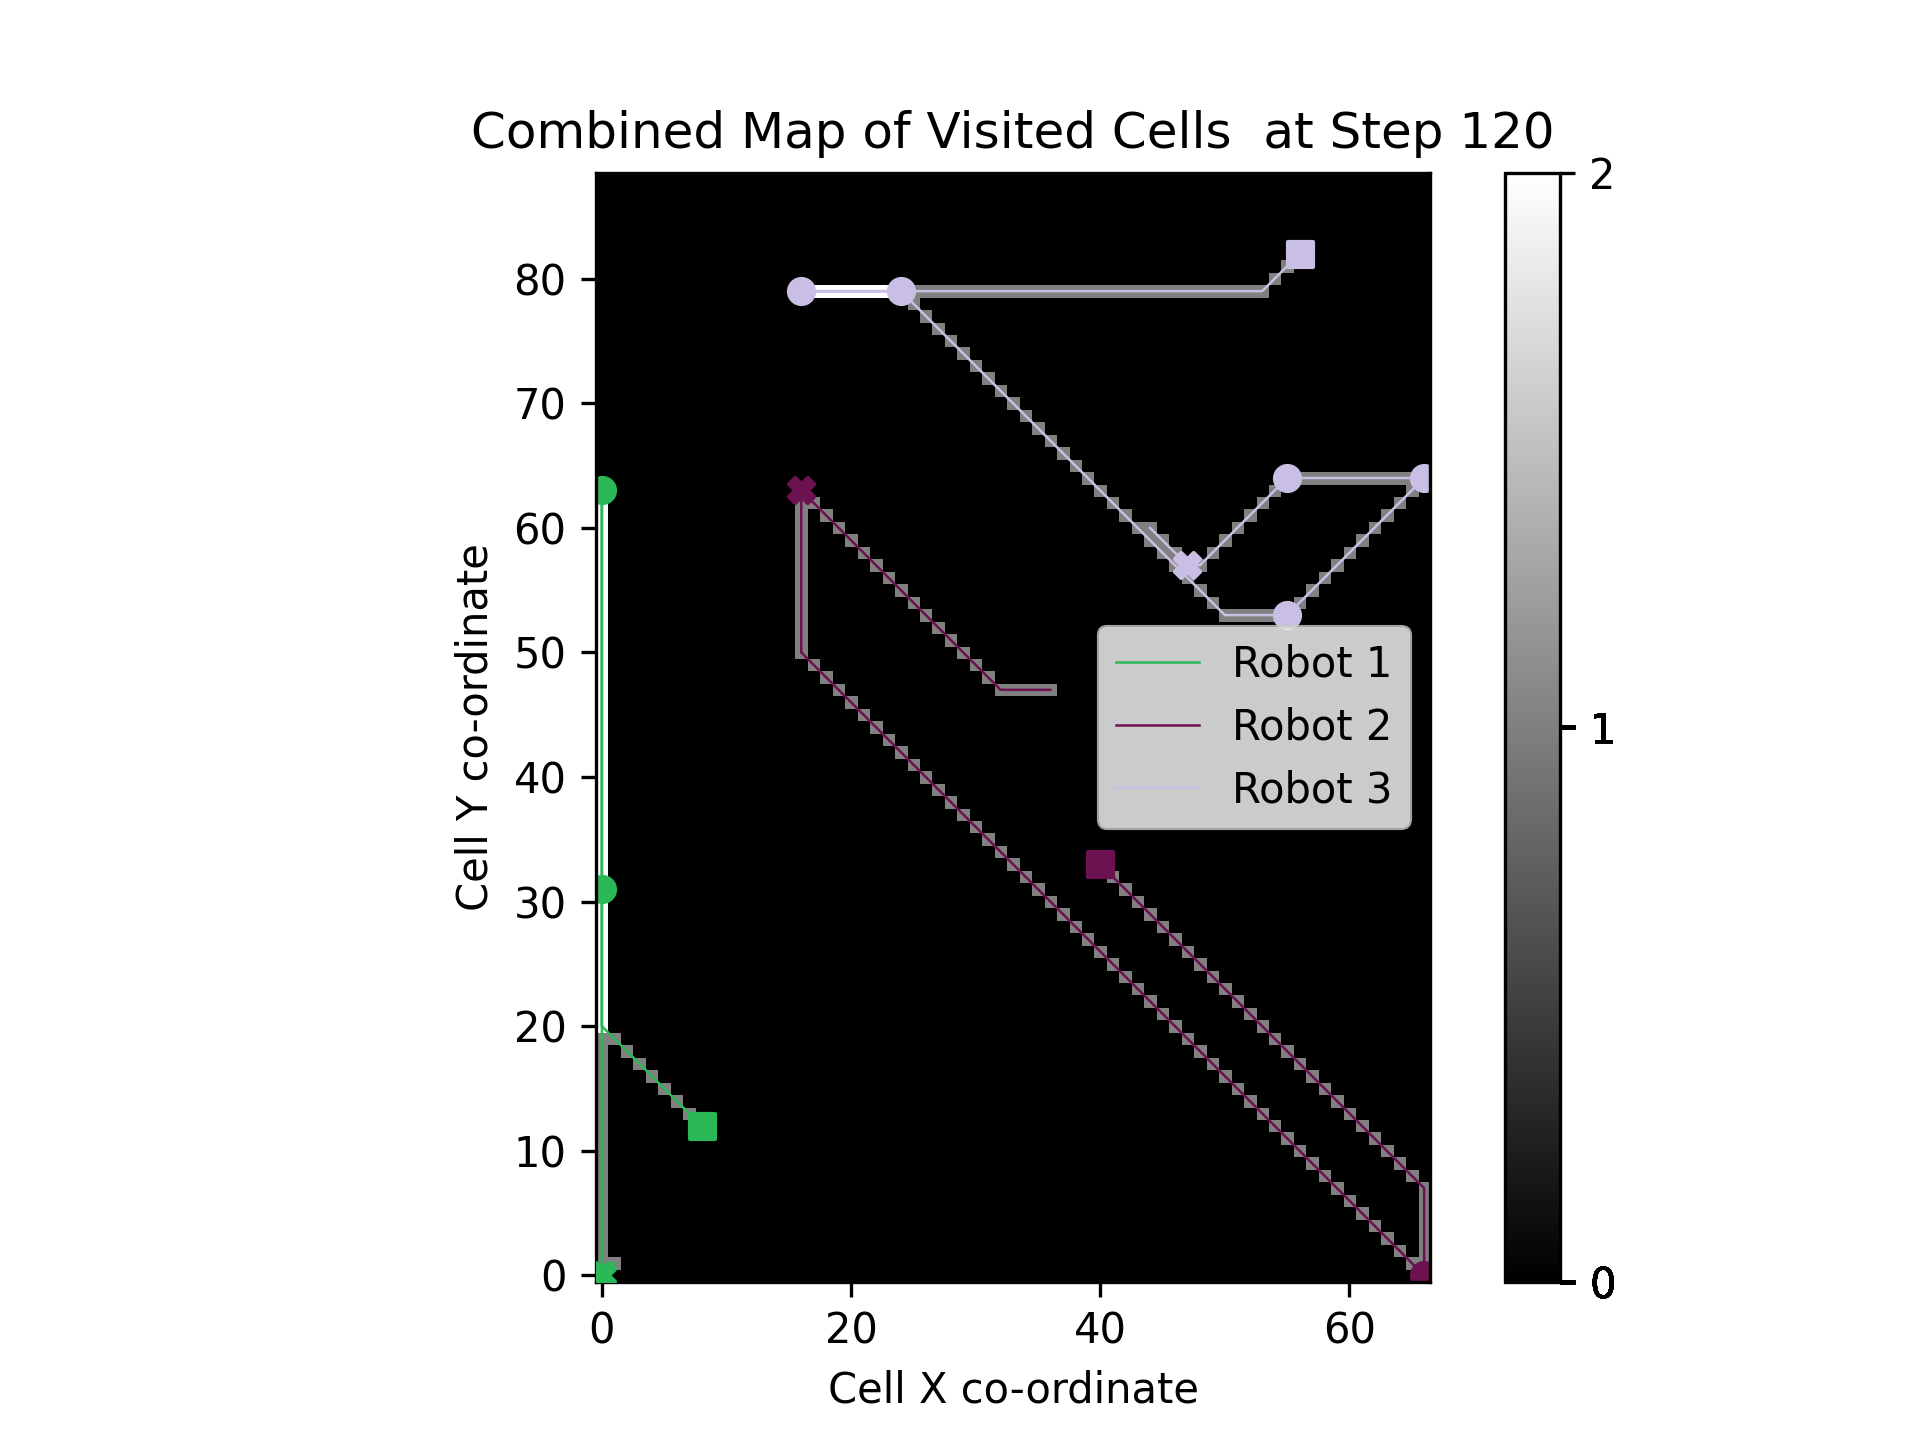 Combined Map of Visited Cells  at Step 120
Cell Y co-ordinate
80
70
60
50
40
30
20
10
0
0 20 40 60
Cell X co-ordinate
Robot 1
Robot 2
Robot 3
2
1
0